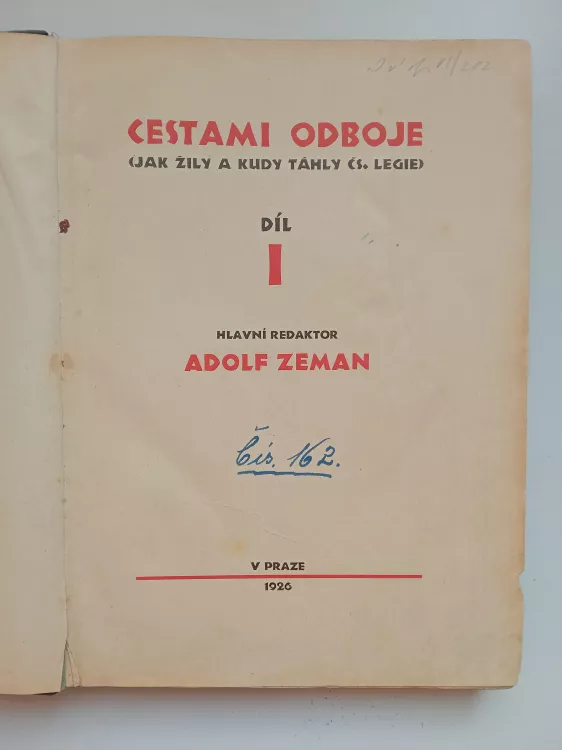 CESTAMI ODBOJE
(JAK ŽILY A KUDY TÁHLY ČS. LEGIE)
DÍL
I
HLAVNÍ REDAKTOR
ADOLF ZEMAN
Čís. 162.
V PRAZE
1926